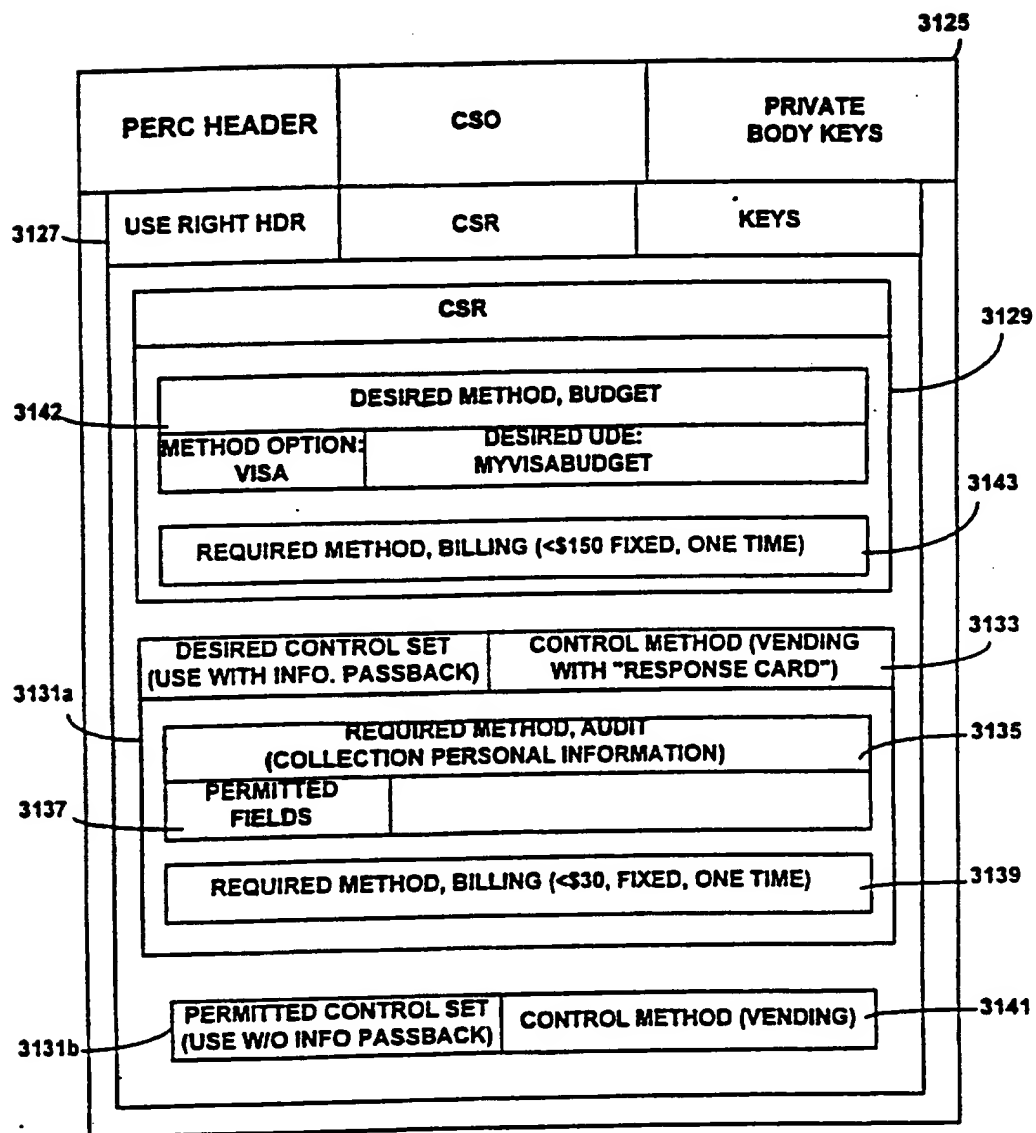 3125
PERC HEADER
CSO
PRIVATE
BODY KEYS
3127
USE RIGHT HDR
CSR
KEYS
CSR
3129
DESIRED METHOD, BUDGET
3142
METHOD OPTION:
VISA
DESIRED UDE:
MYVISABUDGET
3143
REQUIRED METHOD, BILLING (<$150 FIXED, ONE TIME)
3133
DESIRED CONTROL SET
(USE WITH INFO. PASSBACK)
CONTROL METHOD (VENDING
WITH "RESPONSE CARD")
3131a
REQUIRED METHOD, AUDIT
(COLLECTION PERSONAL INFORMATION)
3135
PERMITTED
FIELDS
3137
REQUIRED METHOD, BILLING (<$30, FIXED, ONE TIME)
3139
PERMITTED CONTROL SET
(USE W/O INFO PASSBACK)
CONTROL METHOD (VENDING)
3141
3131b